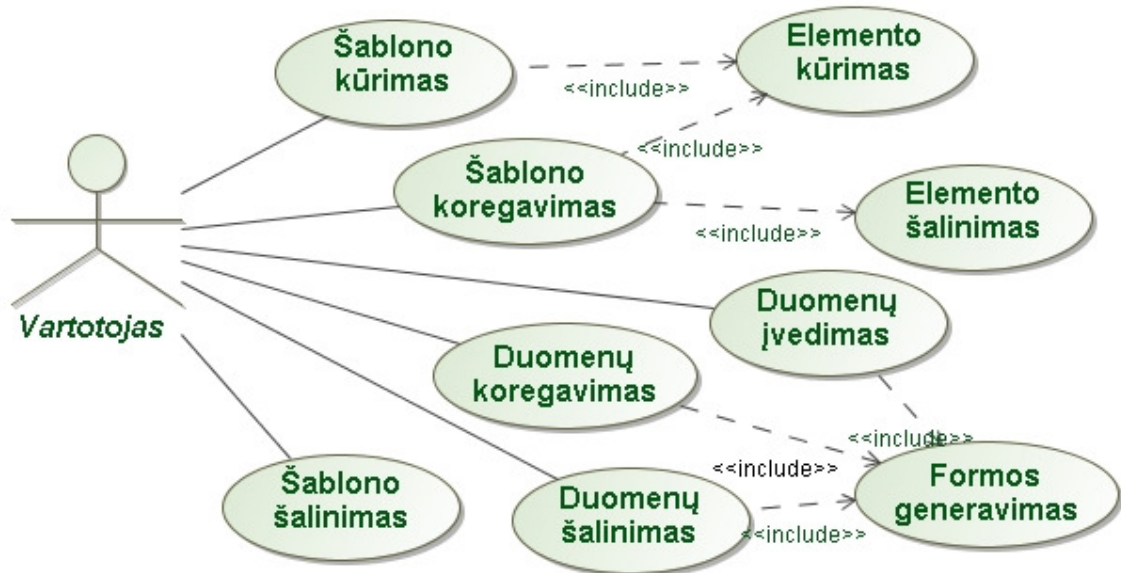 Šablono
kūrimas
<<include>>
Elemento
kūrimas
Šablono
koregavimas
<<include>>
<<include>>
Elemento
šalinimas
Vartotojas
Duomenų
įvedimas
Duomenų
koregavimas
<<include>>
<<include>>
Šablono
šalinimas
Duomenų
šalinimas
<<include>>
Formos
generavimas